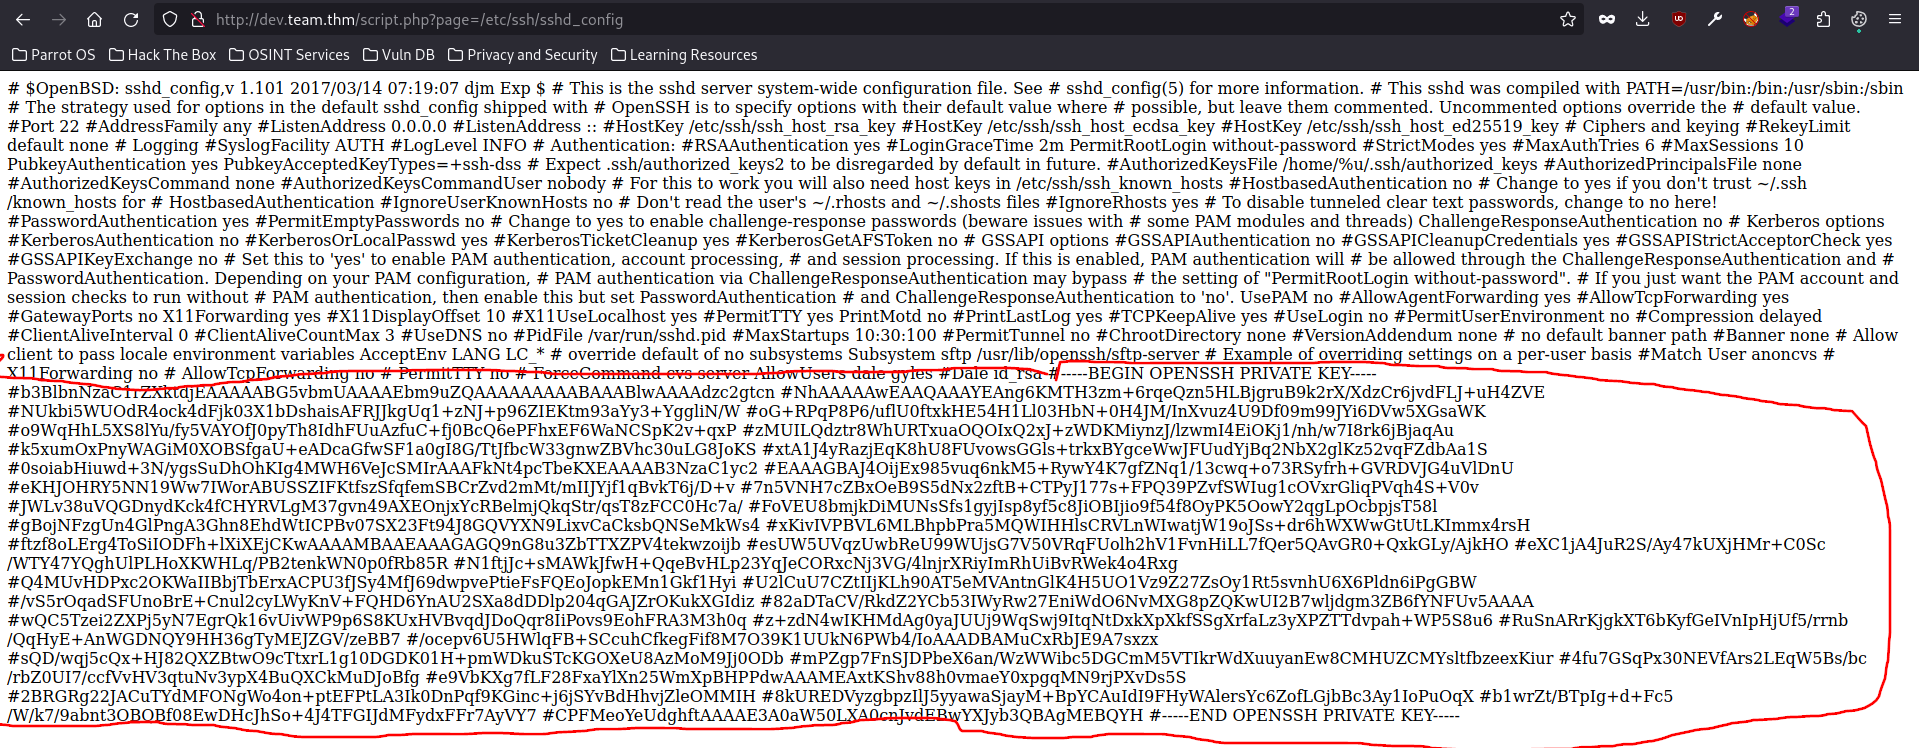 http://dev.team.thm/script.php?page=/etc/ssh/sshd_config
2
Parrot OS Hack The Box OSINT Services Vuln DB Privacy and Security Learning Resources
# $OpenBSD: sshd_config,v 1.101 2017/03/14 07:19:07 djm Exp $ # This is the sshd server system-wide configuration file. See # sshd_config(5) for more information. # This sshd was compiled with PATH=/usr/bin:/bin:/usr/sbin:/sbin
# The strategy used for options in the default sshd_config shipped with # OpenSSH is to specify options with their default value where # possible, but leave them commented. Uncommented options override the # default value.
#Port 22 #AddressFamily any #ListenAddress 0.0.0.0 #ListenAddress :: #HostKey /etc/ssh/ssh_host_rsa_key #HostKey /etc/ssh/ssh_host_ecdsa_key #HostKey /etc/ssh/ssh_host_ed25519_key # Ciphers and keying #RekeyLimit
default none # Logging #SyslogFacility AUTH #LogLevel INFO # Authentication: #RSAAuthentication yes #LoginGraceTime 2m PermitRootLogin without-password #StrictModes yes #MaxAuthTries 6 #MaxSessions 10
PubkeyAuthentication yes PubkeyAcceptedKeyTypes=+ssh-dss # Expect .ssh/authorized_keys2 to be disregarded by default in future. #AuthorizedKeysFile /home/%u/.ssh/authorized_keys #AuthorizedPrincipalsFile none
#AuthorizedKeysCommand none #AuthorizedKeysCommandUser nobody # For this to work you will also need host keys in /etc/ssh/ssh_known_hosts #HostbasedAuthentication no # Change to yes if you don't trust ~/.ssh
/known_hosts for # HostbasedAuthentication #IgnoreUserKnownHosts no # Don't read the user's ~/.rhosts and ~/.shosts files #IgnoreRhosts yes # To disable tunneled clear text passwords, change to no here!
#PasswordAuthentication yes #PermitEmptyPasswords no # Change to yes to enable challenge-response passwords (beware issues with # some PAM modules and threads) ChallengeResponseAuthentication no # Kerberos options
#KerberosAuthentication no #KerberosOrLocalPasswd yes #KerberosTicketCleanup yes #KerberosGetAFSToken no # GSSAPI options #GSSAPIAuthentication no #GSSAPICleanupCredentials yes #GSSAPIStrictAcceptorCheck yes
#GSSAPIKeyExchange no # Set this to 'yes' to enable PAM authentication, account processing, # and session processing. If this is enabled, PAM authentication will # be allowed through the ChallengeResponseAuthentication and #
PasswordAuthentication. Depending on your PAM configuration, # PAM authentication via ChallengeResponseAuthentication may bypass # the setting of "PermitRootLogin without-password". # If you just want the PAM account and
session checks to run without # PAM authentication, then enable this but set PasswordAuthentication # and ChallengeResponseAuthentication to 'no'. UsePAM no #AllowAgentForwarding yes #AllowTcpForwarding yes
#GatewayPorts no X11Forwarding yes #X11DisplayOffset 10 #X11UseLocalhost yes #PermitTTY yes PrintMotd no #PrintLastLog yes #TCPKeepAlive yes #UseLogin no #PermitUserEnvironment no #Compression delayed
#ClientAliveInterval 0 #ClientAliveCountMax 3 #UseDNS no #PidFile /var/run/sshd.pid #MaxStartups 10:30:100 #PermitTunnel no #ChrootDirectory none #VersionAddendum none # no default banner path #Banner none # Allow
client to pass locale environment variables AcceptEnv LANG LC_* # override default of no subsystems Subsystem sftp /usr/lib/openssh/sftp-server # Example of overriding settings on a per-user basis #Match User anoncvs #
X11Forwarding no # AllowTcpForwarding no # PermitTTY no # ForceCommand cvs server AllowUsers dale gyles #Dale id_rsa #-----BEGIN OPENSSH PRIVATE KEY-----
#b3BlbnNzaC1rZXktdjEAAAAABG5vbmUAAAAEbm9uZQAAAAAAAAABAAABlwAAAAdzc2gtcn #NhAAAAAwEAAQAAAYEAng6KMTH3zm+6rqeQzn5HLBjgruB9k2rX/XdzCr6jvdFLJ+uH4ZVE
#NUkbi5WUOdR4ock4dFjk03X1bDshaisAFRJJkgUq1+zNJ+p96ZIEKtm93aYy3+YggliN/W #oG+RPqP8P6/uflU0ftxkHE54H1Ll03HbN+0H4JM/InXvuz4U9Df09m99JYi6DVw5XGsaWK
#o9WqHhL5XS8lYu/fy5VAYOfJ0pyTh8IdhFUuAzfuC+fj0BcQ6ePFhxEF6WaNCSpK2v+qxP #zMUILQdztr8WhURTxuaOQOIxQ2xJ+zWDKMiynzJ/lzwmI4EiOKj1/nh/w7I8rk6jBjaqAu
#k5xumOxPnyWAGiM0XOBSfgaU+eADcaGfwSF1a0gI8G/TtJfbcW33gnwZBVhc30uLG8JoKS #xtA1J4yRazjEqK8hU8FUvowsGGls+trkxBYgceWwJFUudYjBq2NbX2glKz52vqFZdbAa1S
#0soiabHiuwd+3N/ygsSuDhOhKIg4MWH6VeJcSMIrAAAFkNt4pcTbeKXEAAAAB3NzaC1yc2 #EAAAGBAJ4OijEx985vuq6nkM5+RywY4K7gfZNq1/13cwq+o73RSyfrh+GVRDVJG4uVlDnU
#eKHJOHRY5NN19Ww7IWorABUSSZIFKtfszSfqfemSBCrZvd2mMt/mIIJYjf1qBvkT6j/D+v #7n5VNH7cZBxOeB9S5dNx2zftB+CTPyJ177s+FPQ39PZvfSWIug1cOVxrGliqPVqh4S+V0v
#JWLv38uVQGDnydKck4fCHYRVLgM37gvn49AXEOnjxYcRBelmjQkqStr/qsT8zFCC0Hc7a/ #FoVEU8bmjkDiMUNsSfs1gyjIsp8yf5c8JiOBIjio9f54f8OyPK5OowY2qgLpOcbpjsT58l
#gBojNFzgUn4GlPngA3Ghn8EhdWtICPBv07SX23Ft94J8GQVYXN9LixvCaCksbQNSeMkWs4 #xKivIVPBVL6MLBhpbPra5MQWIHHlsCRVLnWIwatjW19oJSs+dr6hWXWwGtUtLKImmx4rsH
#ftzf8oLErg4ToSiIODFh+lXiXEjCKwAAAAMBAAEAAAGAGQ9nG8u3ZbTTXZPV4tekwzoijb #esUW5UVqzUwbReU99WUjsG7V50VRqFUolh2hV1FvnHiLL7fQer5QAvGR0+QxkGLy/AjkHO #eXC1jA4JuR2S/Ay47kUXjHMr+C0Sc
/WTY47YQghUlPLHoXKWHLq/PB2tenkWN0p0fRb85R #N1ftjJc+sMAWkJfwH+QqeBvHLp23YqJeCORxcNj3VG/4lnjrXRiyImRhUiBvRWek4o4Rxg
#Q4MUvHDPxc2OKWaIIBbjTbErxACPU3fJSy4MfJ69dwpvePtieFsFQEoJopkEMn1Gkf1Hyi #U2lCuU7CZtIIjKLh90AT5eMVAntnGlK4H5UO1Vz9Z27ZsOy1Rt5svnhU6X6Pldn6iPgGBW
#/vS5rOqadSFUnoBrE+Cnul2cyLWyKnV+FQHD6YnAU2SXa8dDDlp204qGAJZrOKukXGIdiz #82aDTaCV/RkdZ2YCb53IWyRw27EniWdO6NvMXG8pZQKwUI2B7wljdgm3ZB6fYNFUv5AAAA
#wQC5Tzei2ZXPj5yN7EgrQk16vUivWP9p6S8KUxHVBvqdJDoQqr8IiPovs9EohFRA3M3h0q #z+zdN4wIKHMdAg0yaJUUj9WqSwj9ItqNtDxkXpXkfSSgXrfaLz3yXPZTTdvpah+WP5S8u6 #RuSnARrKjgkXT6bKyfGeIVnIpHjUf5/rrnb
/QqHyE+AnWGDNQY9HH36gTyMEJZGV/zeBB7 #/ocepv6U5HWlqFB+SCcuhCfkegFif8M7O39K1UUkN6PWb4/IoAAADBAMuCxRbJE9A7sxzx
#sQD/wqj5cQx+HJ82QXZBtwO9cTtxrL1g10DGDK01H+pmWDkuSTcKGOXeU8AzMoM9Jj0ODb #mPZgp7FnSJDPbeX6an/WzWWibc5DGCmM5VTIkrWdXuuyanEw8CMHUZCMYsltfbzeexKiur #4fu7GSqPx30NEVfArs2LEqW5Bs/bc
/rbZ0UI7/ccfVvHV3qtuNv3ypX4BuQXCkMuDJoBfg #e9VbKXg7fLF28FxaYlXn25WmXpBHPPdwAAAMEAxtKShv88h0vmaeY0xpgqMN9rjPXvDs5S
#2BRGRg22JACuTYdMFONgWo4on+ptEFPtLA3Ik0DnPqf9KGinc+j6jSYvBdHhvjZleOMMIH #8kUREDVyzgbpzIlJ5yyawaSjayM+BpYCAuIdI9FHyWAlersYc6ZofLGjbBc3Ay1IoPuOqX #b1wrZt/BTpIg+d+Fc5
/W/k7/9abnt3OBQBf08EwDHcJhSo+4J4TFGIJdMFydxFFr7AyVY7 #CPFMeoYeUdghftAAAAE3A0aW50LXA0cnJvdEBwYXJyb3QBAgMEBQYH #-----END OPENSSH PRIVATE KEY-----